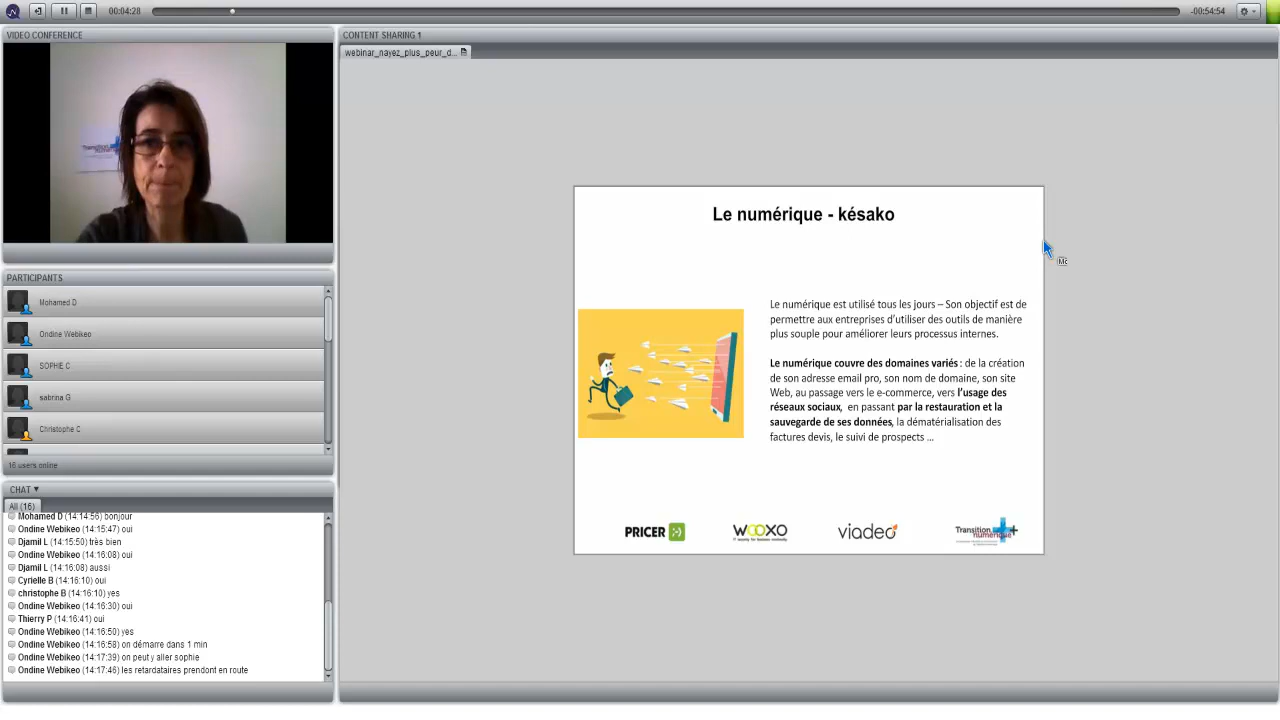 00:04:28
-00:54:54
VIDEO CONFERENCE
CONTENT SHARING 1
webinar_nayez_plus_peur_d...
Transition
PARTICIPANTS
Mohamed D
Ondine Webikeo
SOPHIE C
sabrina G
Christophe C
16 users online
CHAT
All (16)
Mohamed D (14:14:56) bonjour
Ondine Webikeo (14:15:47) oui
Djamil L (14:15:50) très bien
Ondine Webikeo (14:16:08) oui
Djamil L (14:16:08) aussi
Cyrielle B (14:16:10) oui
christophe B (14:16:10) yes
Ondine Webikeo (14:16:30) oui
Thierry P (14:16:41) oui
Ondine Webikeo (14:16:50) yes
Ondine Webikeo (14:16:58) on démarre dans 1 min
Ondine Webikeo (14:17:39) on peut y aller sophie
Ondine Webikeo (14:17:46) les retardataires prendont en route
Le numérique - késako
Le numérique est utilisé tous les jours – Son objectif est de
permettre aux entreprises d'utiliser des outils de manière
plus souple pour améliorer leurs processus internes.
Le numérique couvre des domaines variés : de la création
de son adresse email pro, son nom de domaine, son site
Web, au passage vers le e-commerce, vers l'usage des
réseaux sociaux, en passant par la restauration et la
sauvegarde de ses données, la dématérialisation des
factures devis, le suivi de prospects ...
PRICER
WOOXO
viadeo
Transition
numérique
Mc